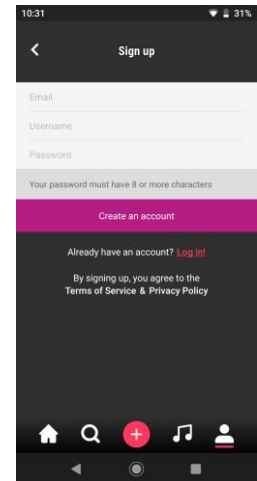 10:31
31%
Sign up
Email
Username
Password
Your password must have 8 or more characters
Create an account
Already have an account? Log in!
By signing up, you agree to the
Terms of Service & Privacy Policy